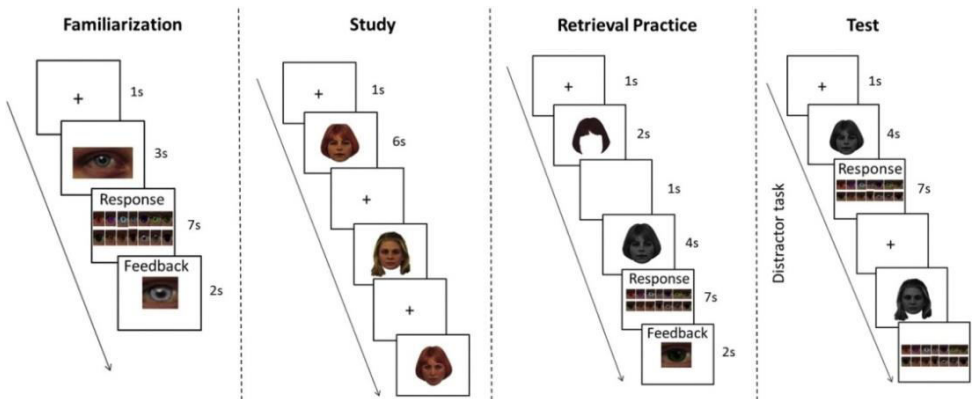 Familiarization
1s
3s
Response
7s
Feedback
2s
Study
1s
6s
Retrieval Practice
1s
2s
1s
4s
Response
7s
Feedback
2s
Test
1s
4s
Response
7s
Distractor task